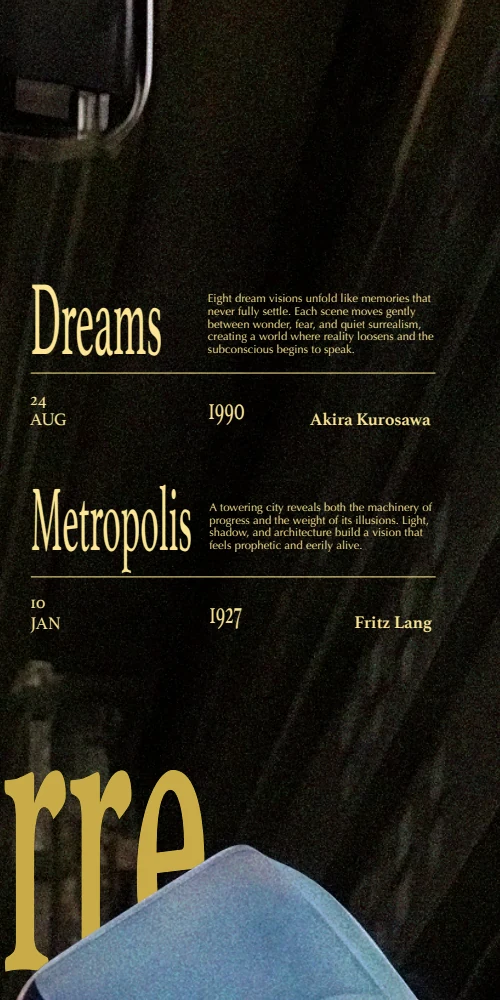 Dreams
Eight dream visions unfold like memories that
never fully settle. Each scene moves gently
between wonder, fear, and quiet surrealism,
creating a world where reality loosens and the
subconscious begins to speak.
24
AUG
1990
Akira Kurosawa
Metropolis
A towering city reveals both the machinery of
progress and the weight of its illusions. Light,
shadow, and architecture build a vision that
feels prophetic and eerily alive.
10
JAN
1927
Fritz Lang
rre